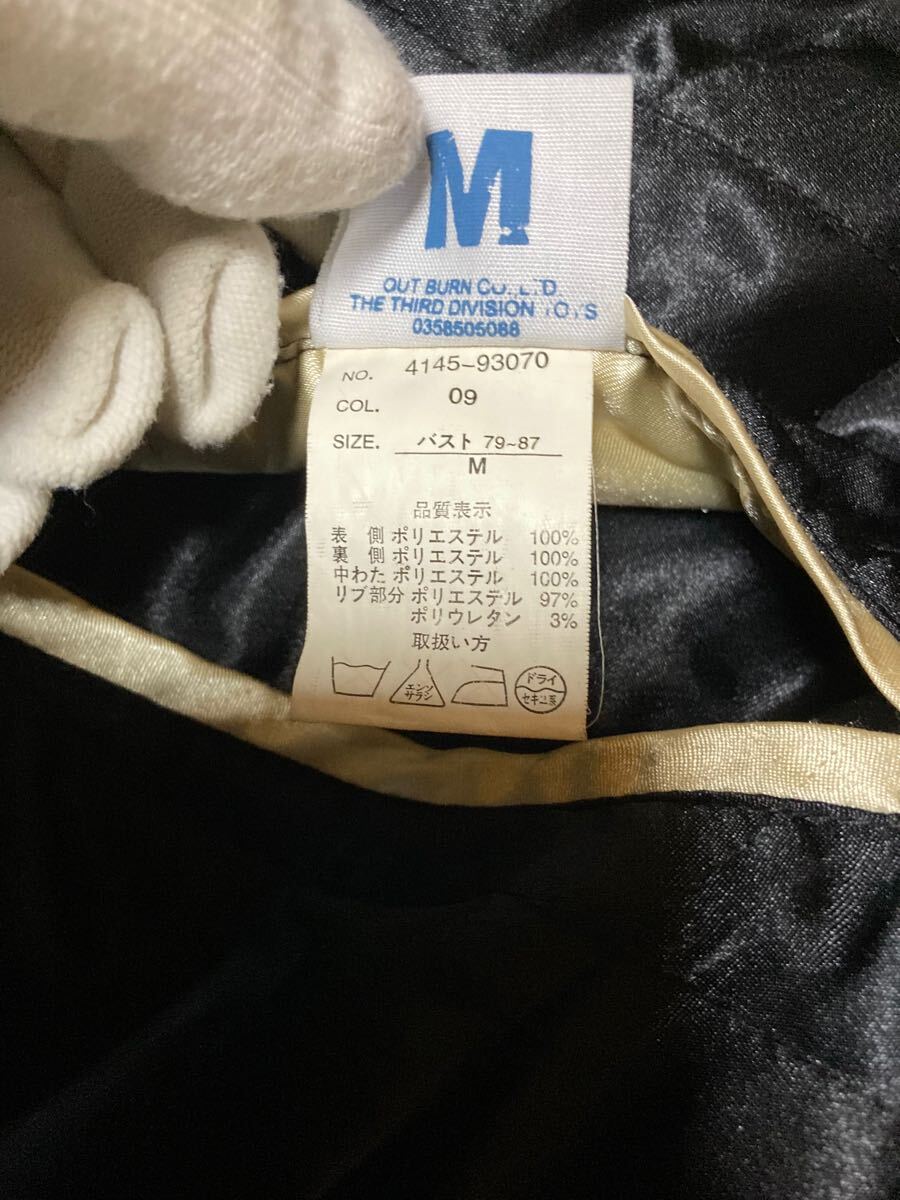 M
OUT BURN CO., LTD.
THE THIRD DIVISION TOYS
0358505088
NO. 4145-93070
COL. 09
SIZE. バスト 79~87
M
品質表示
表 側 ポリエステル 100%
裏 側 ポリエステル 100%
中わた ポリエステル 100%
リブ部分 ポリエステル 97%
ポリウレタン 3%
取扱い方
エンソ
サラシ
ドライ
セキユ系